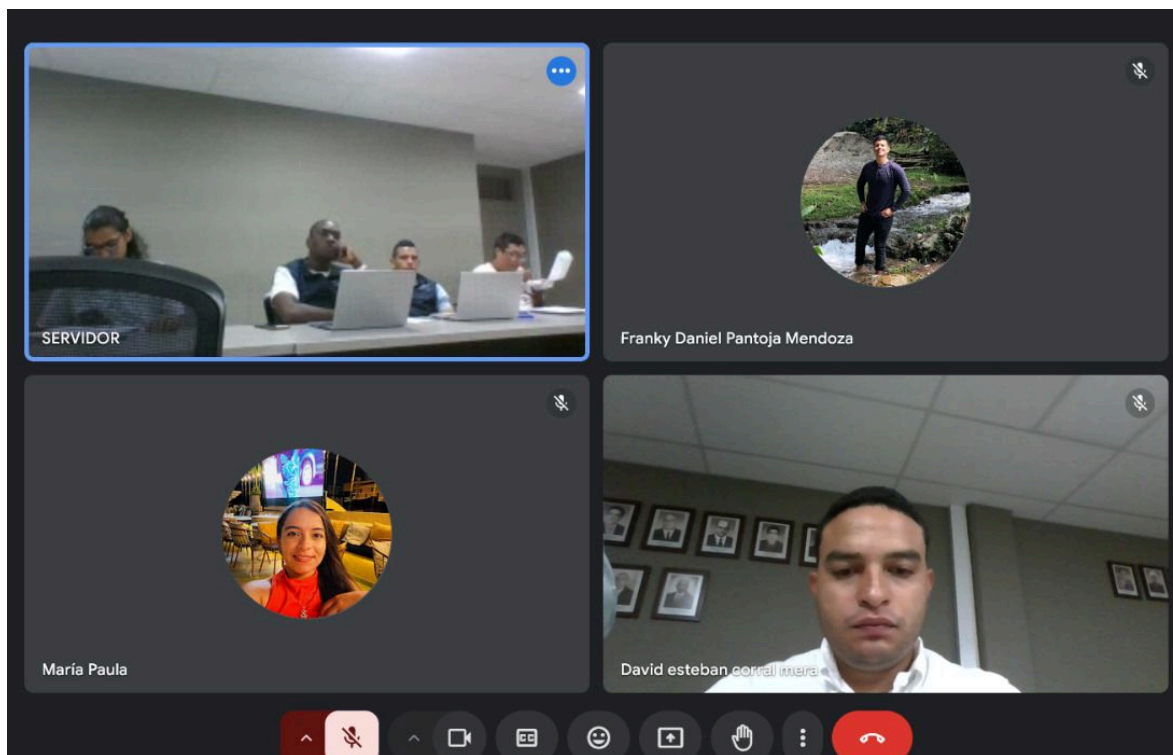 SERVIDOR
Franky Daniel Pantoja Mendoza
María Paula
David esteban corral mera